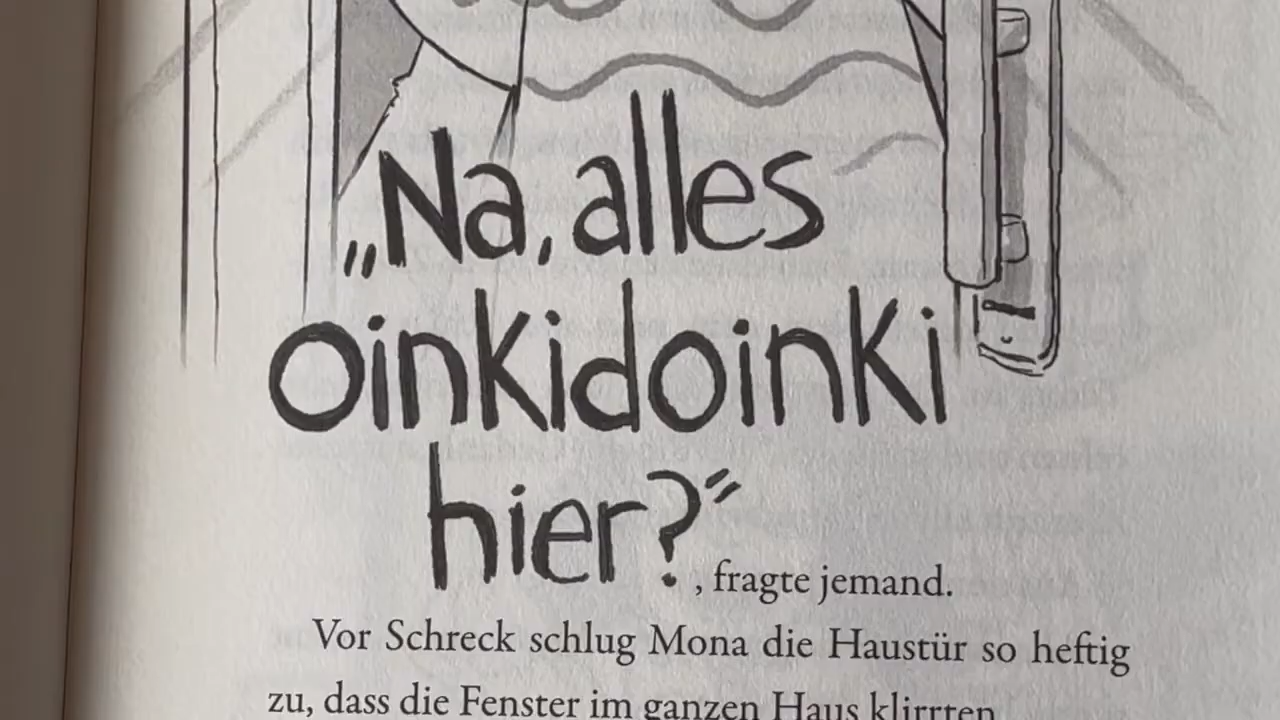 „Na, alles
oinkidoinki
hier?“, fragte jemand.
Vor Schreck schlug Mona die Haustür so heftig
zu, dass die Fenster im ganzen Haus klirrten